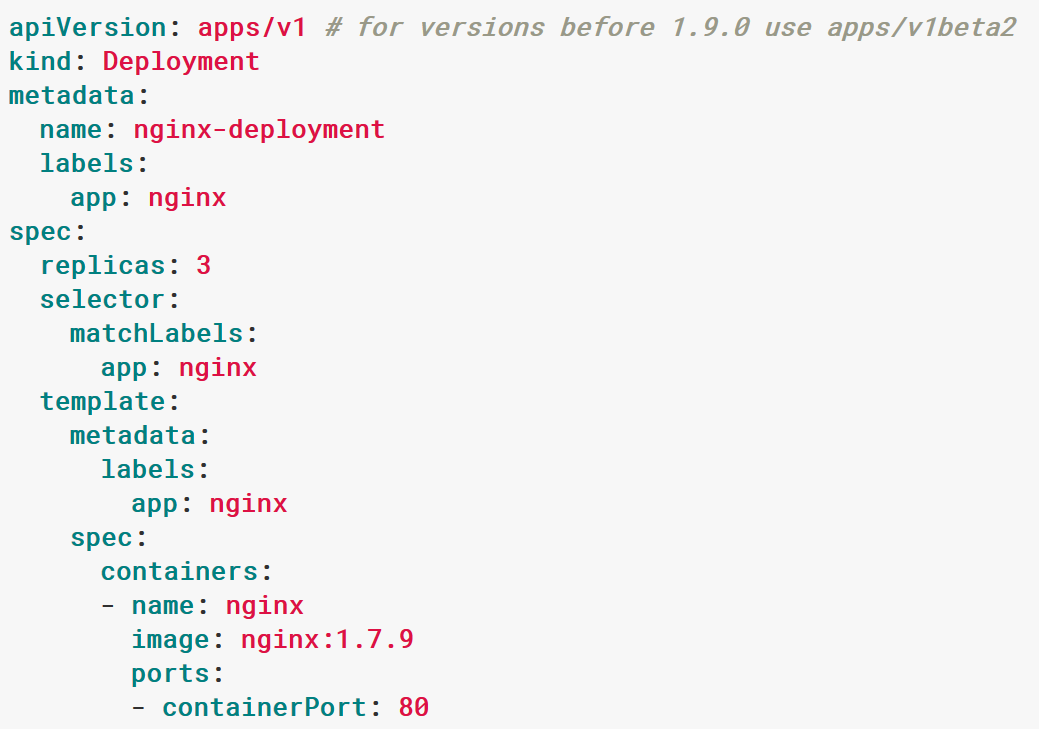 apiVersion: apps/v1 # for versions before 1.9.0 use apps/v1beta2
kind: Deployment
metadata:
  name: nginx-deployment
  labels:
    app: nginx
spec:
  replicas: 3
  selector:
    matchLabels:
      app: nginx
  template:
    metadata:
      labels:
        app: nginx
    spec:
      containers:
      - name: nginx
        image: nginx:1.7.9
        ports:
        - containerPort: 80